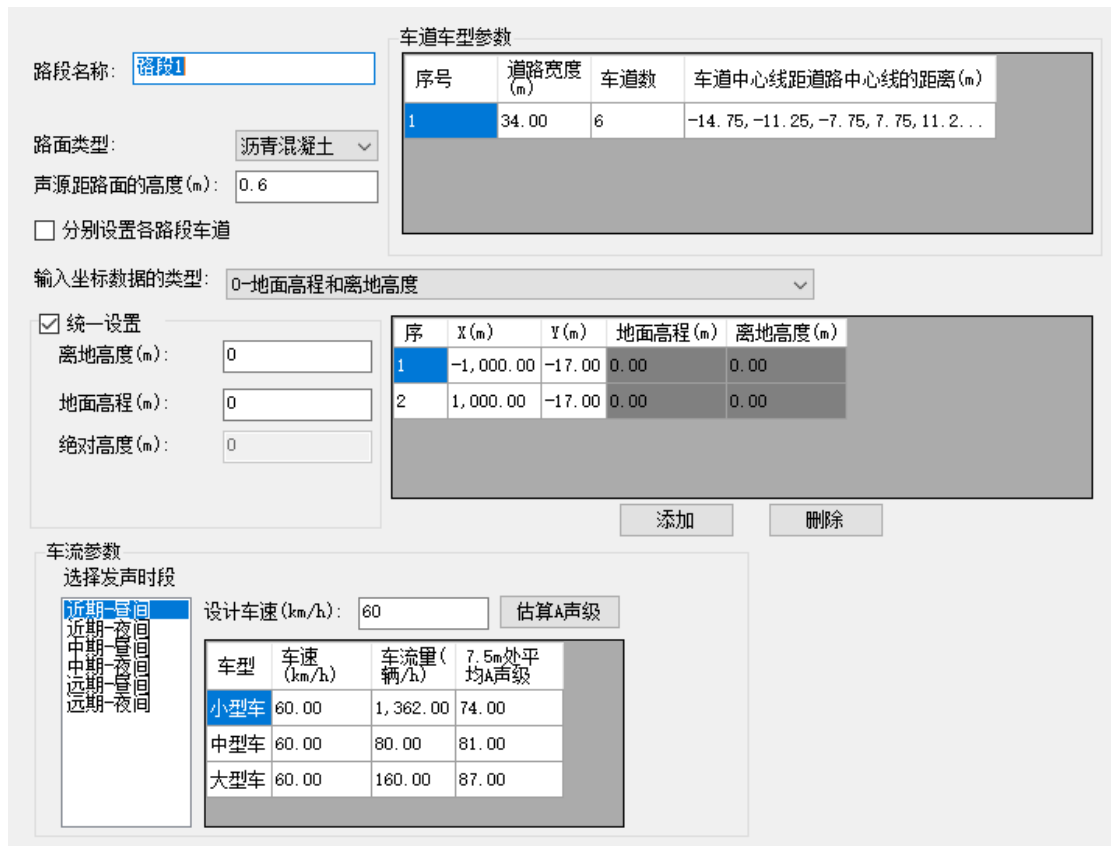 路段名称: 路段1
路面类型: 沥青混凝土
声源距路面的高度(m): 0.6
分别设置各路段车道
车道车型参数
序号 道路宽度(m) 车道数 车道中心线距道路中心线的距离(m)
1 34.00 6 -14.75,-11.25,-7.75,7.75,11.2...
输入坐标数据的类型: 0-地面高程和离地高度
统一设置
离地高度(m): 0
地面高程(m): 0
绝对高度(m): 0
序 X(m) Y(m) 地面高程(m) 离地高度(m)
1 -1,000.00 -17.00 0.00 0.00
2 1,000.00 -17.00 0.00 0.00
添加 删除
车流参数
选择发声时段
近期-昼间
近期-夜间
中期-昼间
中期-夜间
远期-昼间
远期-夜间
设计车速(km/h): 60 估算A声级
车型 车速(km/h) 车流量(辆/h) 7.5m处平均A声级
小型车 60.00 1,362.00 74.00
中型车 60.00 80.00 81.00
大型车 60.00 160.00 87.00